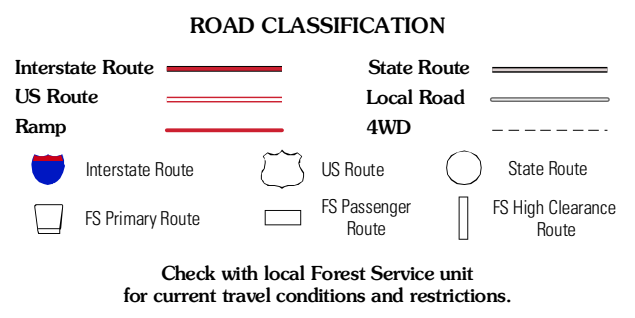 ROAD CLASSIFICATION
Interstate Route
State Route
US Route
Local Road
Ramp
4WD
Interstate Route
US Route
State Route
FS Primary Route
FS Passenger
Route
FS High Clearance
Route
Check with local Forest Service unit
for current travel conditions and restrictions.